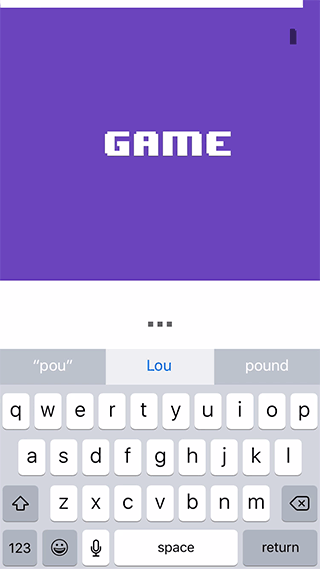 GAME
"pou" Lou pound
q w e r t y u i o p
a s d f g h j k l
z x c v b n m
123 space return